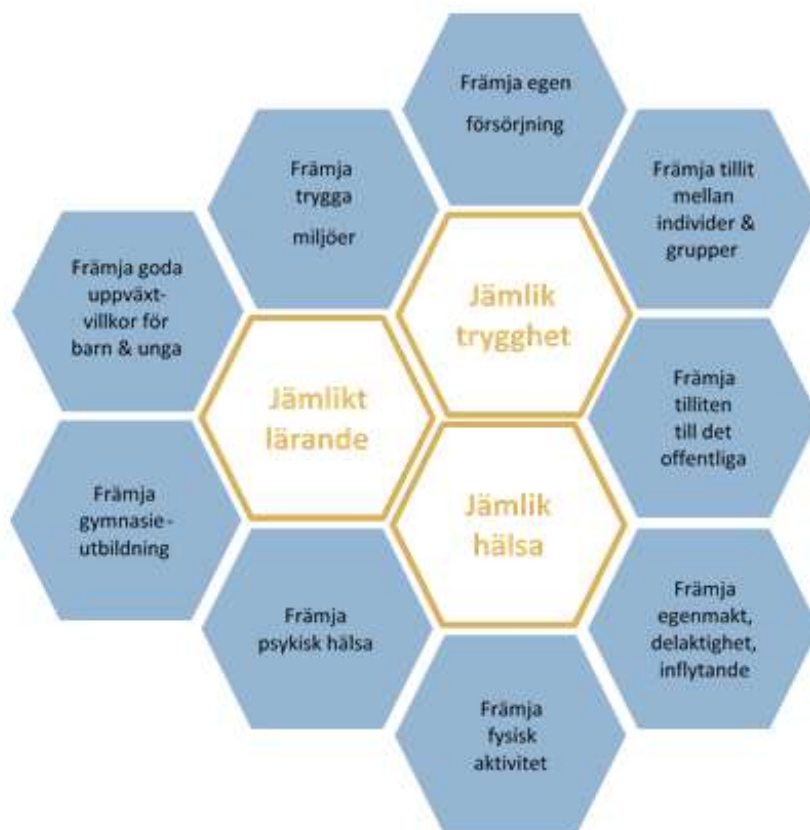 Främja egen
försörjning
Främja
trygga
miljöer
Främja tillit
mellan
individer &
grupper
Främja goda
uppväxt-
villkor för
barn & unga
Jämlik
trygghet
Jämlikt
lärande
Främja
tilliten
till det
offentliga
Främja
gymnasie-
utbildning
Jämlik
hälsa
Främja
psykisk hälsa
Främja
egenmakt,
delaktighet,
inflytande
Främja
fysisk
aktivitet